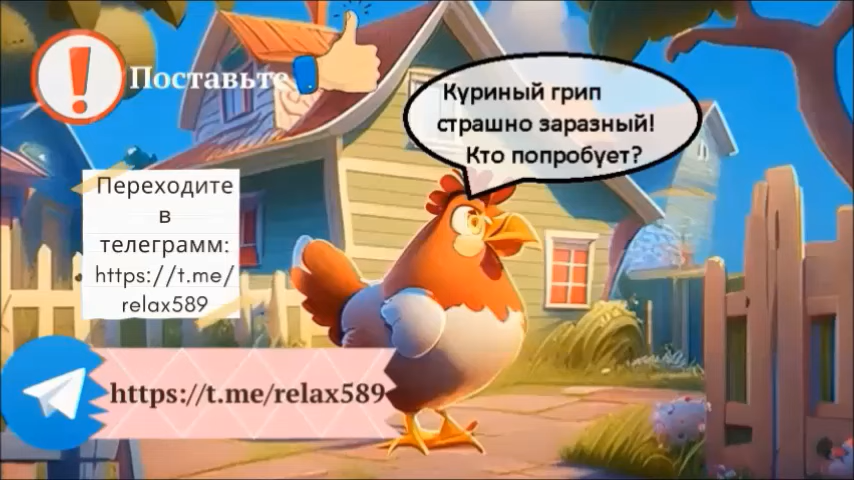 Поставьте
Куриный грип
страшно заразный!
Кто попробует?
Переходите
в
телеграмм:
https://t.me/
relax589
https://t.me/relax589